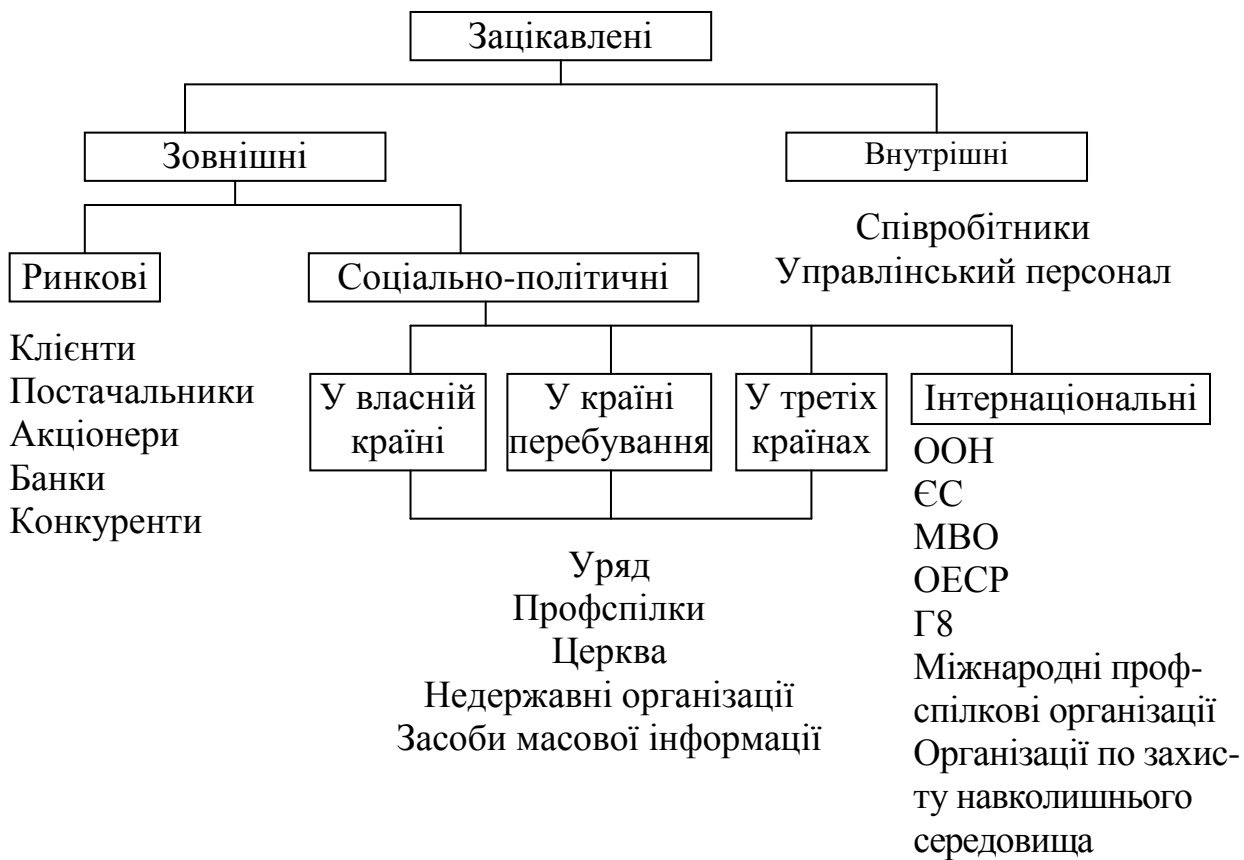 Зацікавлені
Зовнішні
Внутрішні
Співробітники
Управлінський персонал
Ринкові
Соціально-політичні
Клієнти
Постачальники
Акціонери
Банки
Конкуренти
У власній
країні
У країні
перебування
У третіх
країнах
Інтернаціональні
ООН
ЄС
МВО
ОЕСР
Г8
Міжнародні проф-
спілкові організації
Організації по захис-
ту навколишнього
середовища
Уряд
Профспілки
Церква
Недержавні організації
Засоби масової інформації